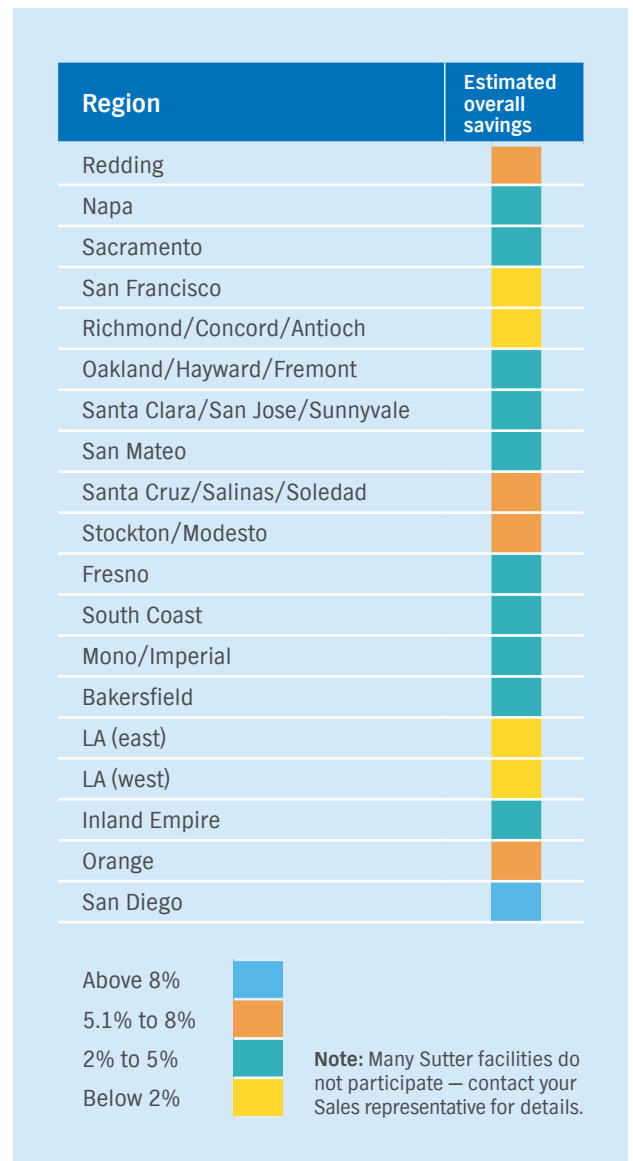 Region
Estimated
overall
savings
Redding
Napa
Sacramento
San Francisco
Richmond/Concord/Antioch
Oakland/Hayward/Fremont
Santa Clara/San Jose/Sunnyvale
San Mateo
Santa Cruz/Salinas/Soledad
Stockton/Modesto
Fresno
South Coast
Mono/Imperial
Bakersfield
LA (east)
LA (west)
Inland Empire
Orange
San Diego
Above 8%
5.1% to 8%
2% to 5%
Below 2%
Note: Many Sutter facilities do
not participate — contact your
Sales representative for details.